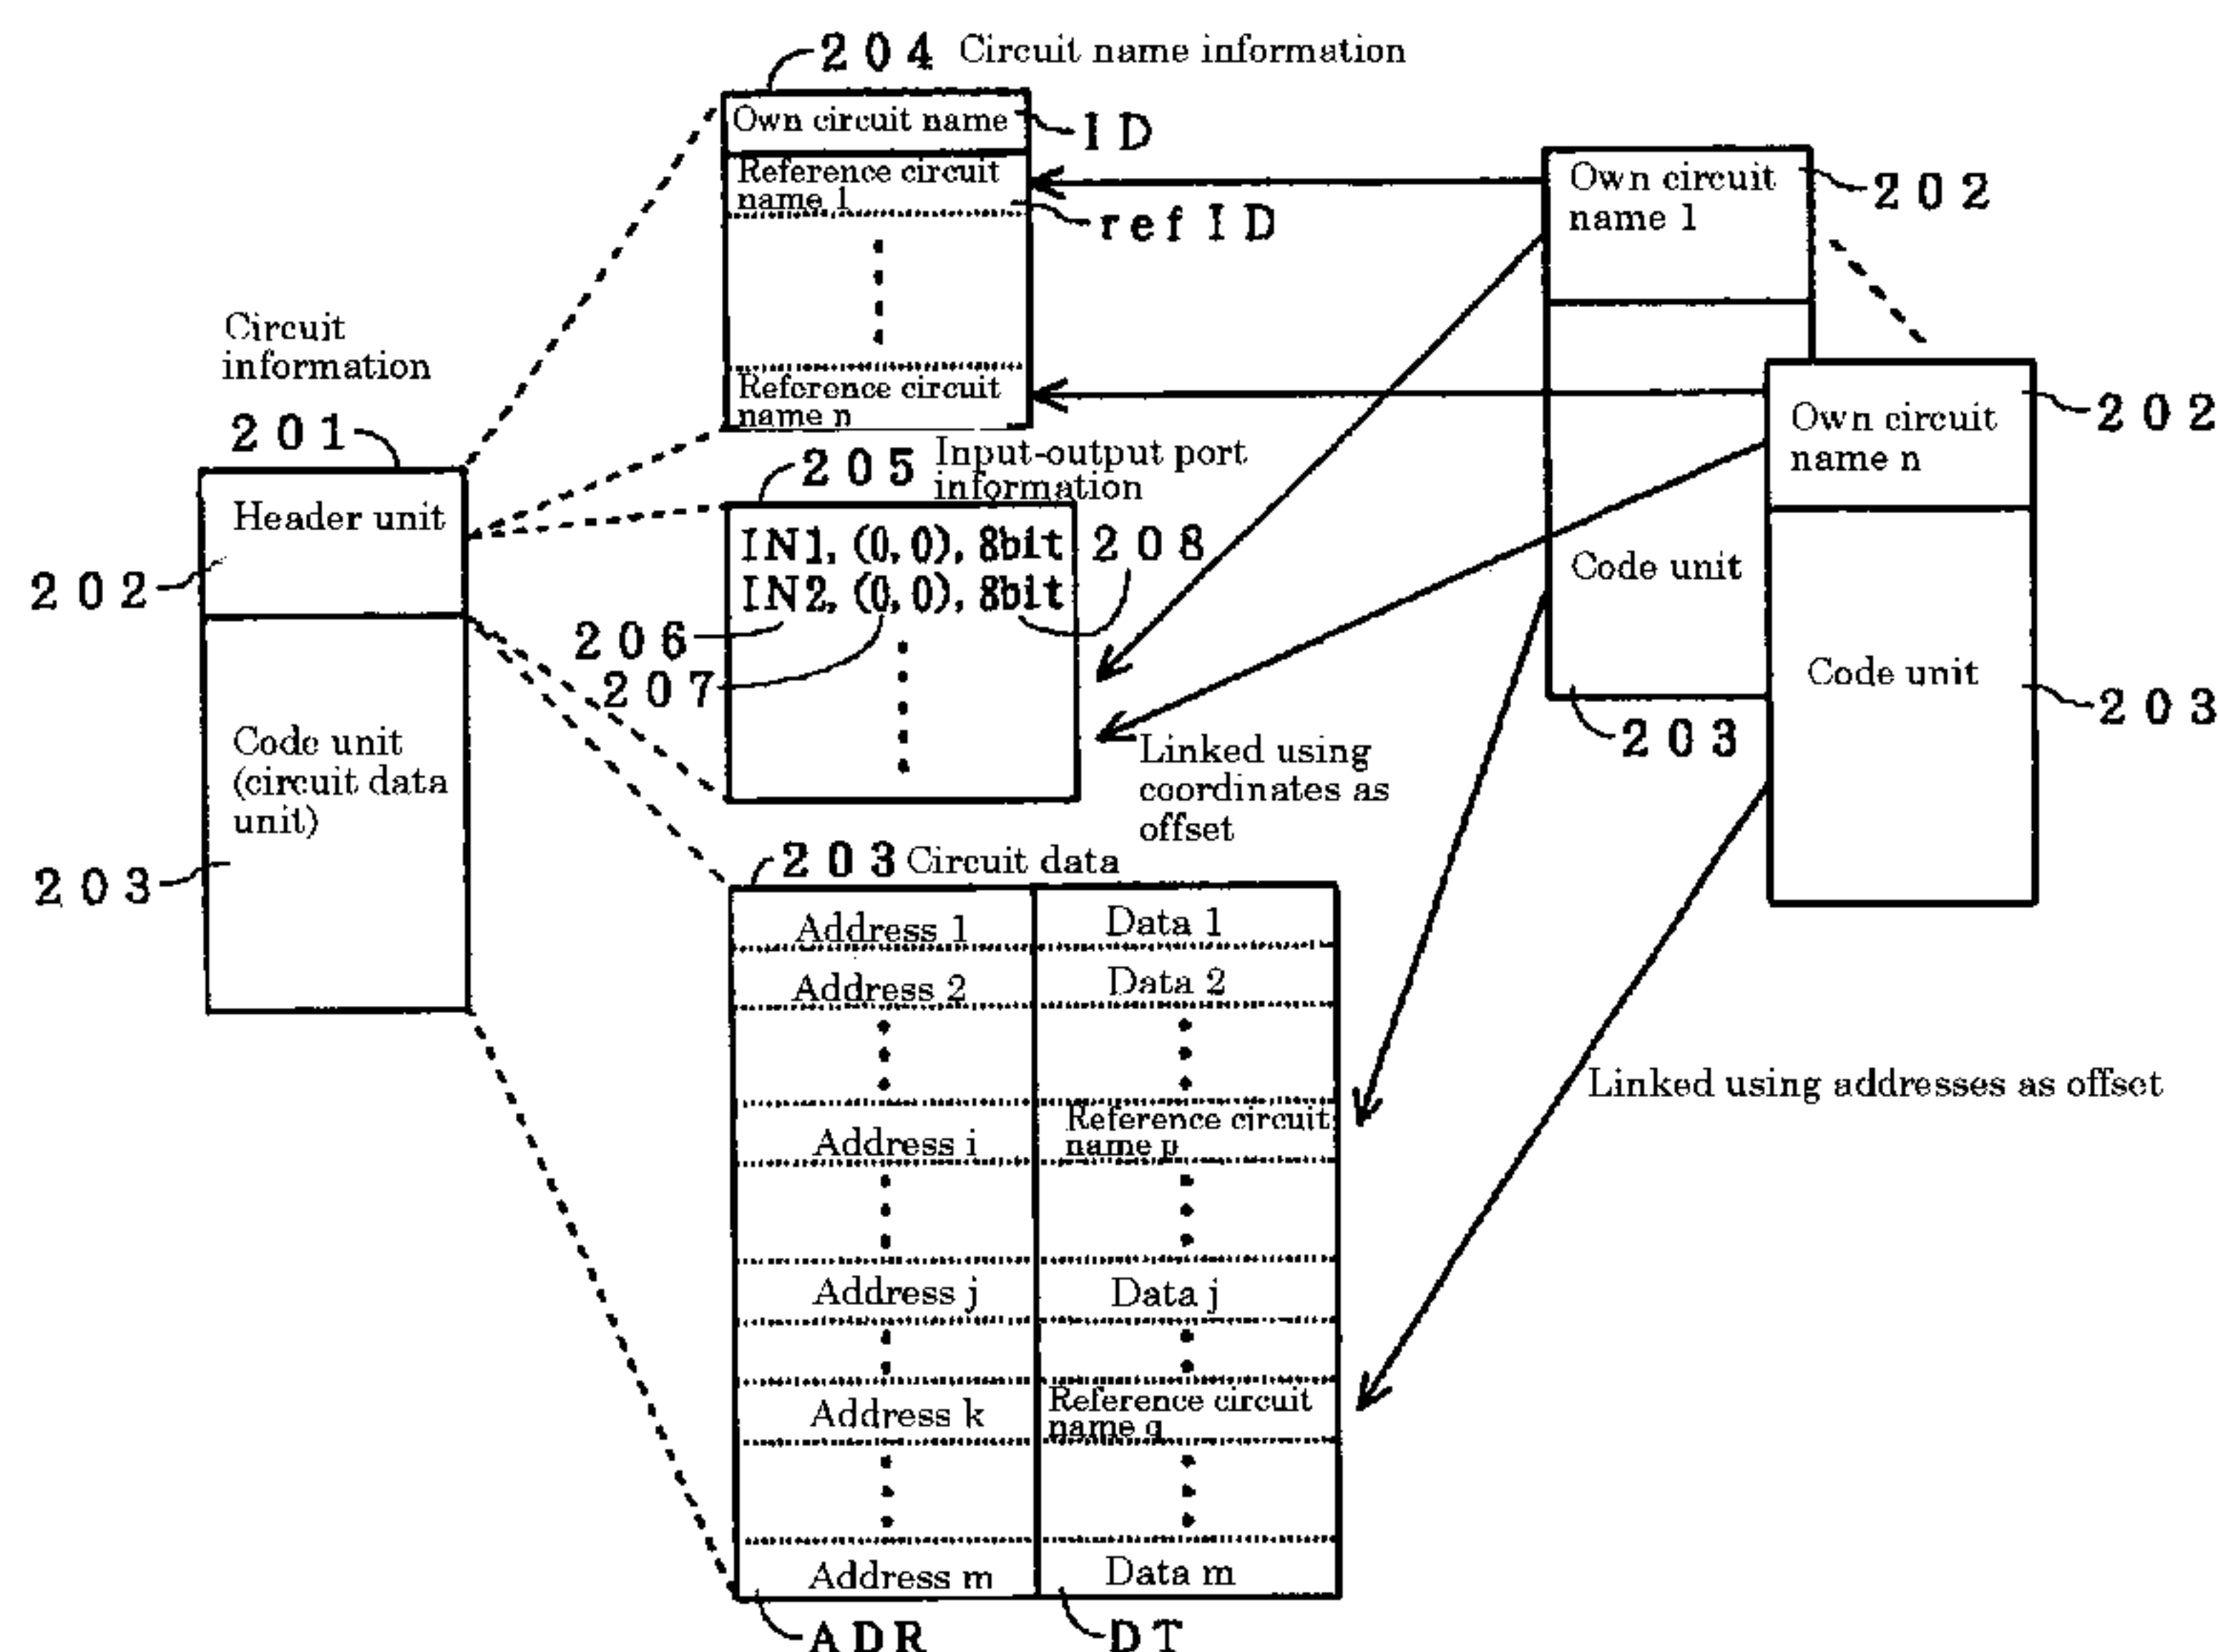 204 Circuit name information
Own circuit name
ID
Reference circuit
name 1
refID
Reference circuit
name n
Own circuit
name 1
202
Circuit
information
201
Header unit
202
Code unit
(circuit data
unit)
203
205 Input-output port
information
IN1, (0,0), 8bit
208
IN2, (0,0), 8bit
206
207
Own circuit
name n
202
Code unit
203
Code unit
203
Linked using
coordinates as
offset
203 Circuit data
Address 1 Data 1
Address 2 Data 2
Address i Reference circuit
name p
Address j Data j
Address k Reference circuit
name q
Address m Data m
ADR DT
Linked using addresses as offset